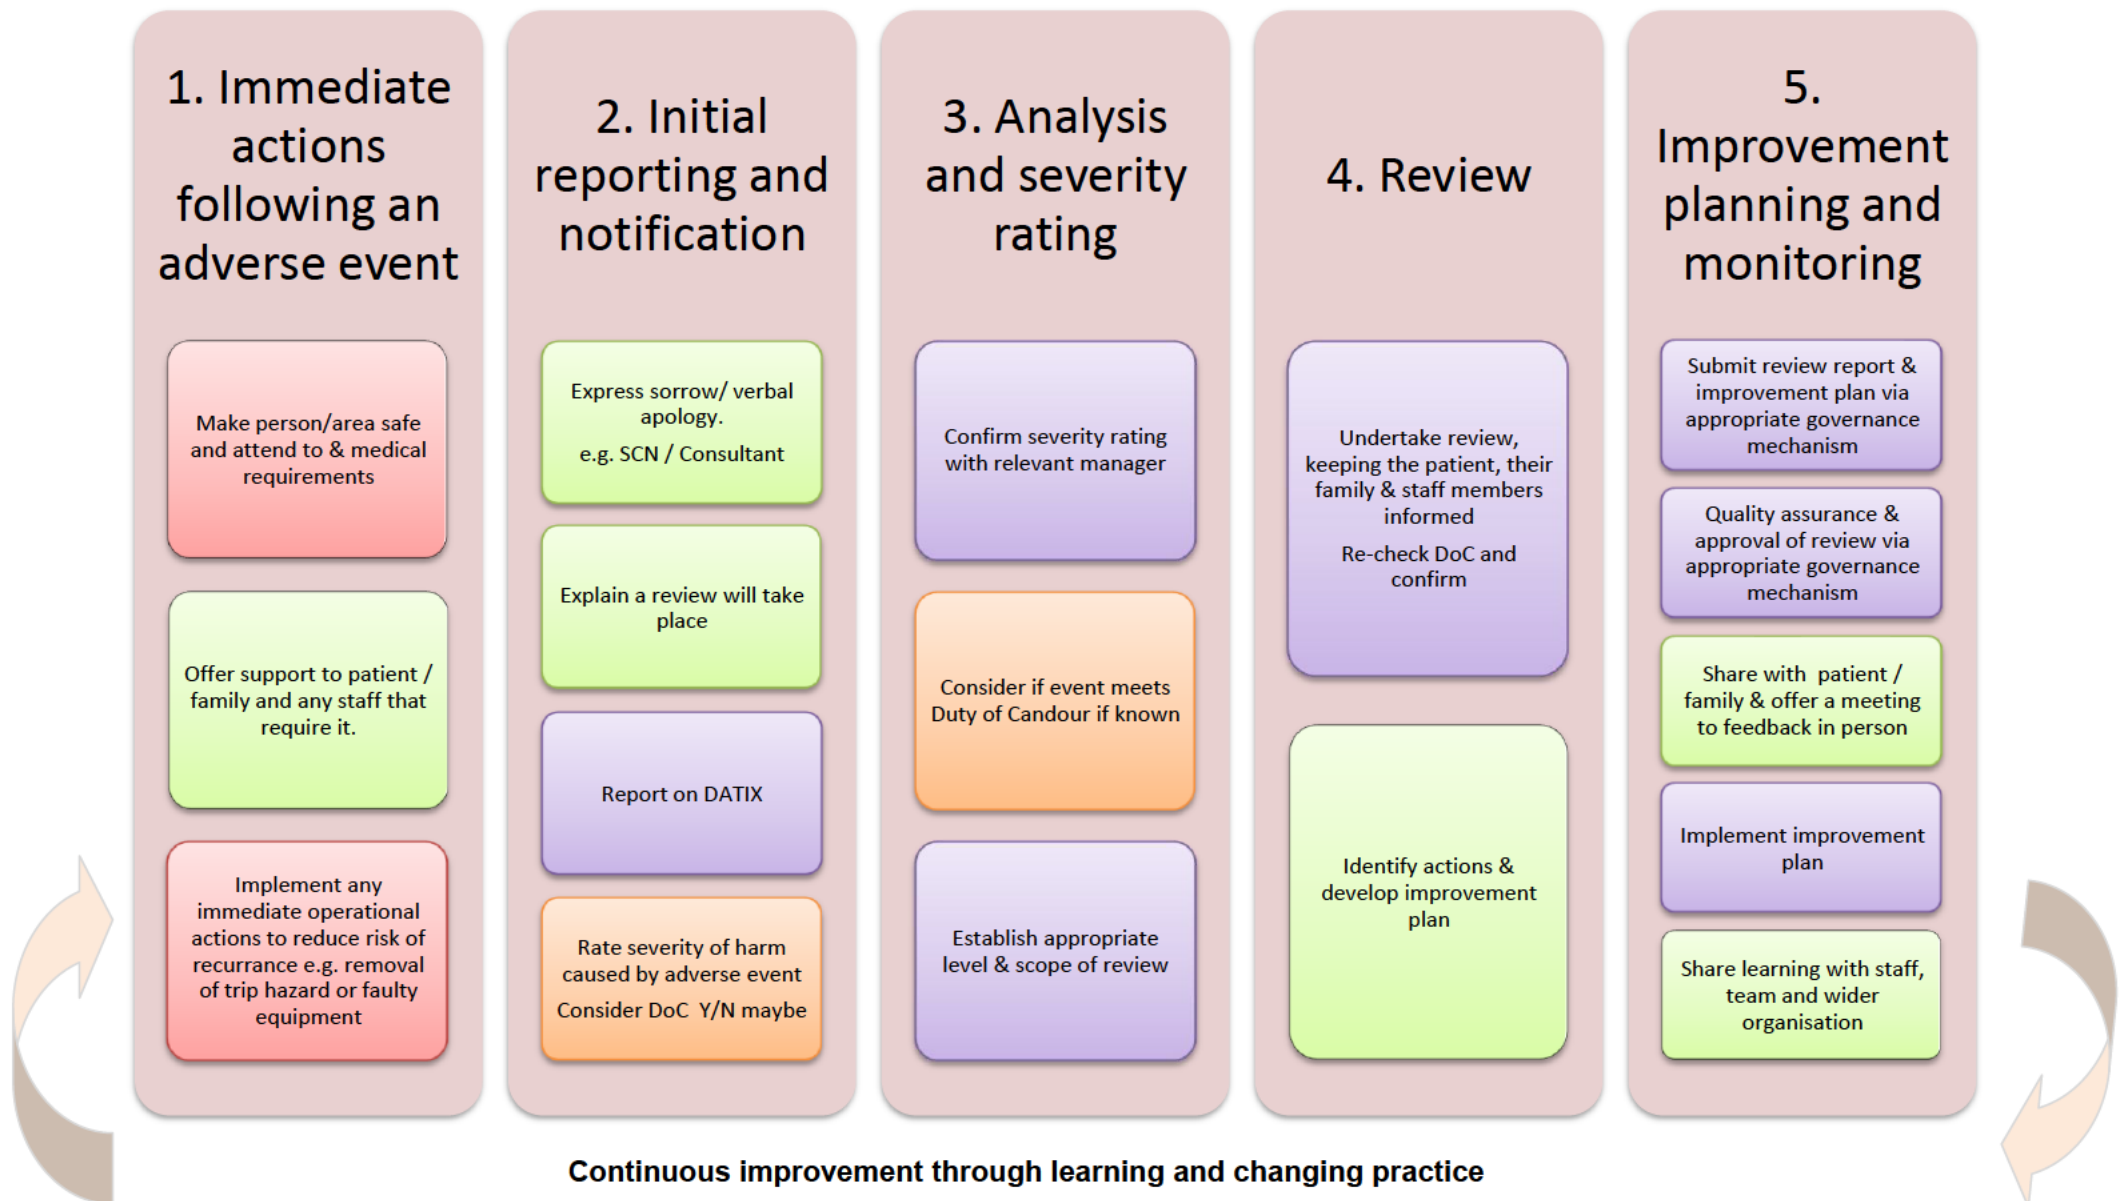 1. Immediate
actions
following an
adverse event
Make person/area safe
and attend to & medical
requirements
Offer support to patient /
family and any staff that
require it.
Implement any
immediate operational
actions to reduce risk of
recurrance e.g. removal
of trip hazard or faulty
equipment
2. Initial
reporting and
notification
Express sorrow/ verbal
apology.
e.g. SCN / Consultant
Explain a review will take
place
Report on DATIX
Rate severity of harm
caused by adverse event
Consider DoC Y/N maybe
3. Analysis
and severity
rating
Confirm severity rating
with relevant manager
Consider if event meets
Duty of Candour if known
Establish appropriate
level & scope of review
4. Review
Undertake review,
keeping the patient, their
family & staff members
informed
Re-check DoC and
confirm
Identify actions &
develop improvement
plan
5.
Improvement
planning and
monitoring
Submit review report &
improvement plan via
appropriate governance
mechanism
Quality assurance &
approval of review via
appropriate governance
mechanism
Share with patient /
family & offer a meeting
to feedback in person
Implement improvement
plan
Share learning with staff,
team and wider
organisation
Continuous improvement through learning and changing practice